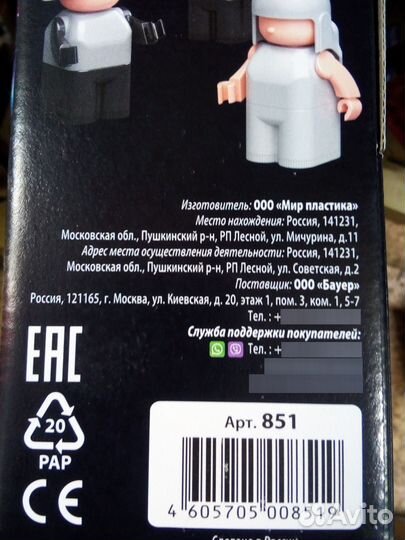 Изготовитель: ООО «Мир пластика»
Место нахождения: Россия, 141231,
Московская обл., Пушкинский р-н, РП Лесной, ул. Мичурина, д.11
Адрес места осуществления деятельности: Россия, 141231,
Московская обл., Пушкинский р-н, РП Лесной, ул. Советская, д.2
Поставщик: ООО «Бауер»
Россия, 121165, г. Москва, ул. Киевская, д. 20, этаж 1, пом. 3, ком. 1, 5-7
Тел. : +
Служба поддержки покупателей:
Тел. : +
EAC
20
PAP
CE
Арт. 851
4 605705 008519
Сделано в России
Avito